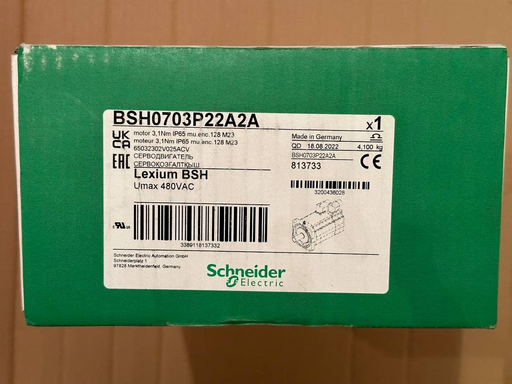 BSH0703P22A2A
x1
UK
CA
motor 3,1Nm IP65 mu.enc.128 M23
moteur 3,1Nm IP65 mu.enc.128 M23
65032302V025ACV
EAC СЕРВОДВИГАТЕЛЬ
СЕРВОКОЗҒАЛТҚЫШ
Lexium BSH
Umax 480VAC
Made in Germany
QD 18.08.2022 4,100 kg
BSH0703P22A2A
813733 CE
3200436028
3389118137332
Schneider Electric Automation GmbH
Schneiderplatz 1
97828 Marktheidenfeld, Germany
Schneider
Electric